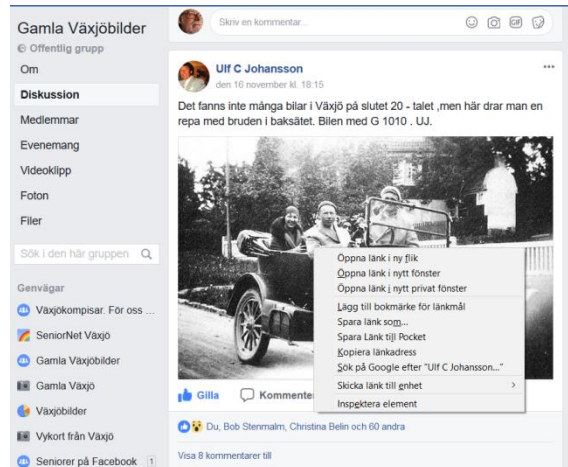 Gamla Växjöbilder
Offentlig grupp
Om
Diskussion
Medlemmar
Evenemang
Videoklipp
Foton
Filer
Sök i den här gruppen
Genvägar
Växjökompisar. För oss ...
SeniorNet Växjö
Gamla Växjöbilder
Gamla Växjö
Växjöbilder
Vykort från Växjö
Seniorer på Facebook 1
Skriv en kommentar...
GIF
Ulf C Johansson
den 16 november kl. 18:15
Det fanns inte många bilar i Växjö på slutet 20 - talet ,men här drar man en
repa med bruden i baksätet. Bilen med G 1010 . UJ.
Öppna länk i ny flik
Öppna länk i nytt fönster
Öppna länk i nytt privat fönster
Lägg till bokmärke för länkmål
Spara länk som...
Spara Länk till Pocket
Kopiera länkadress
Sök på Google efter "Ulf C Johansson..."
Skicka länk till enhet
Inspektera element
Gilla
Kommente
Du, Bob Stenmalm, Christina Belin och 60 andra
Visa 8 kommentarer till